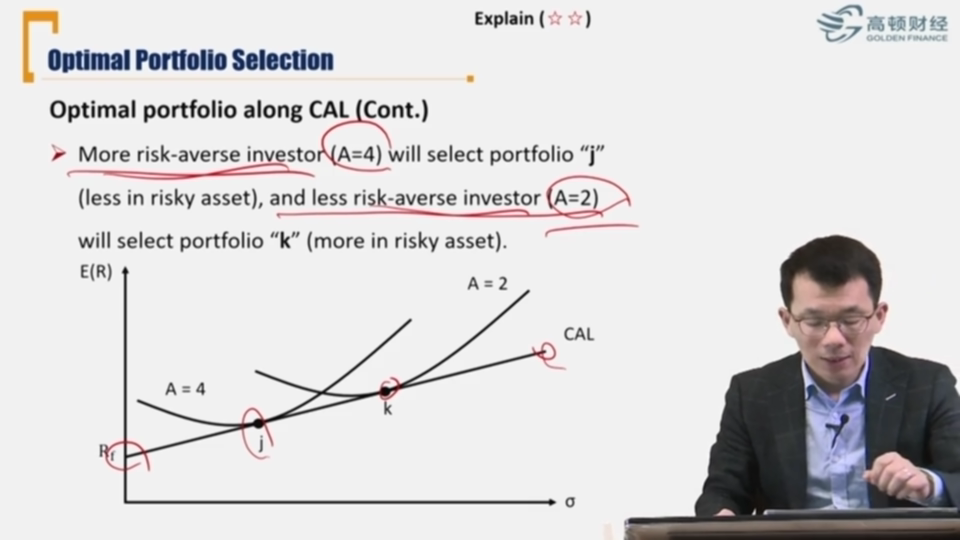 Explain (☆☆)
高顿财经
GOLDEN FINANCE
Optimal Portfolio Selection
Optimal portfolio along CAL (Cont.)
More risk-averse investor (A=4) will select portfolio “j”
(less in risky asset), and less risk-averse investor (A=2)
will select portfolio “k” (more in risky asset).
E(R)
A = 2
CAL
A = 4
k
j
Rf
σ